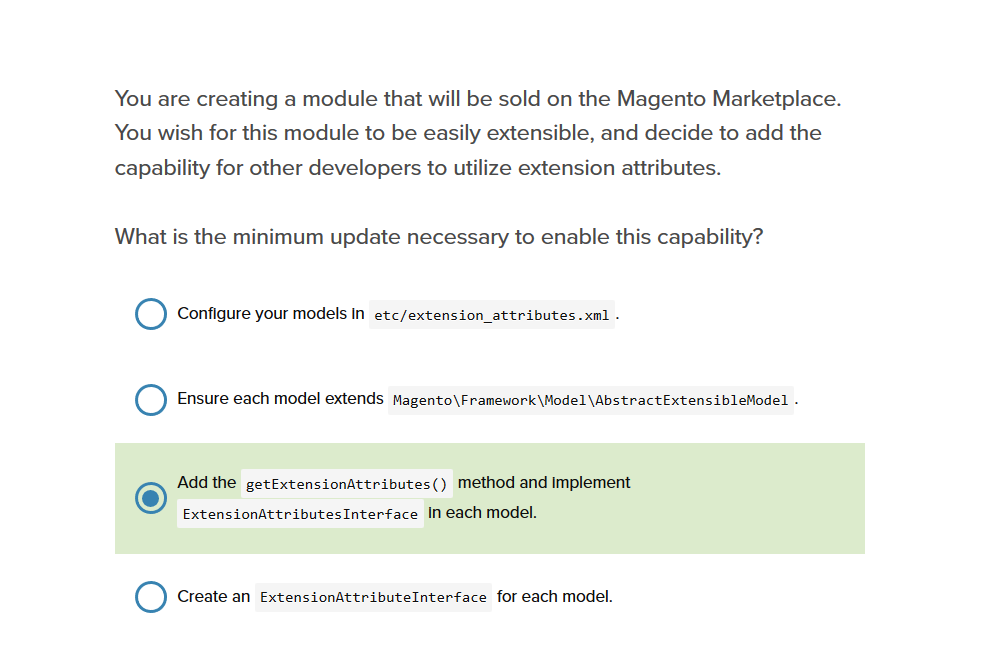 You are creating a module that will be sold on the Magento Marketplace.
You wish for this module to be easily extensible, and decide to add the
capability for other developers to utilize extension attributes.
What is the minimum update necessary to enable this capability?
Configure your models in etc/extension_attributes.xml .
Ensure each model extends Magento\Framework\Model\AbstractExtensibleModel .
Add the getExtensionAttributes() method and implement
ExtensionAttributesInterface in each model.
Create an ExtensionAttributeInterface for each model.